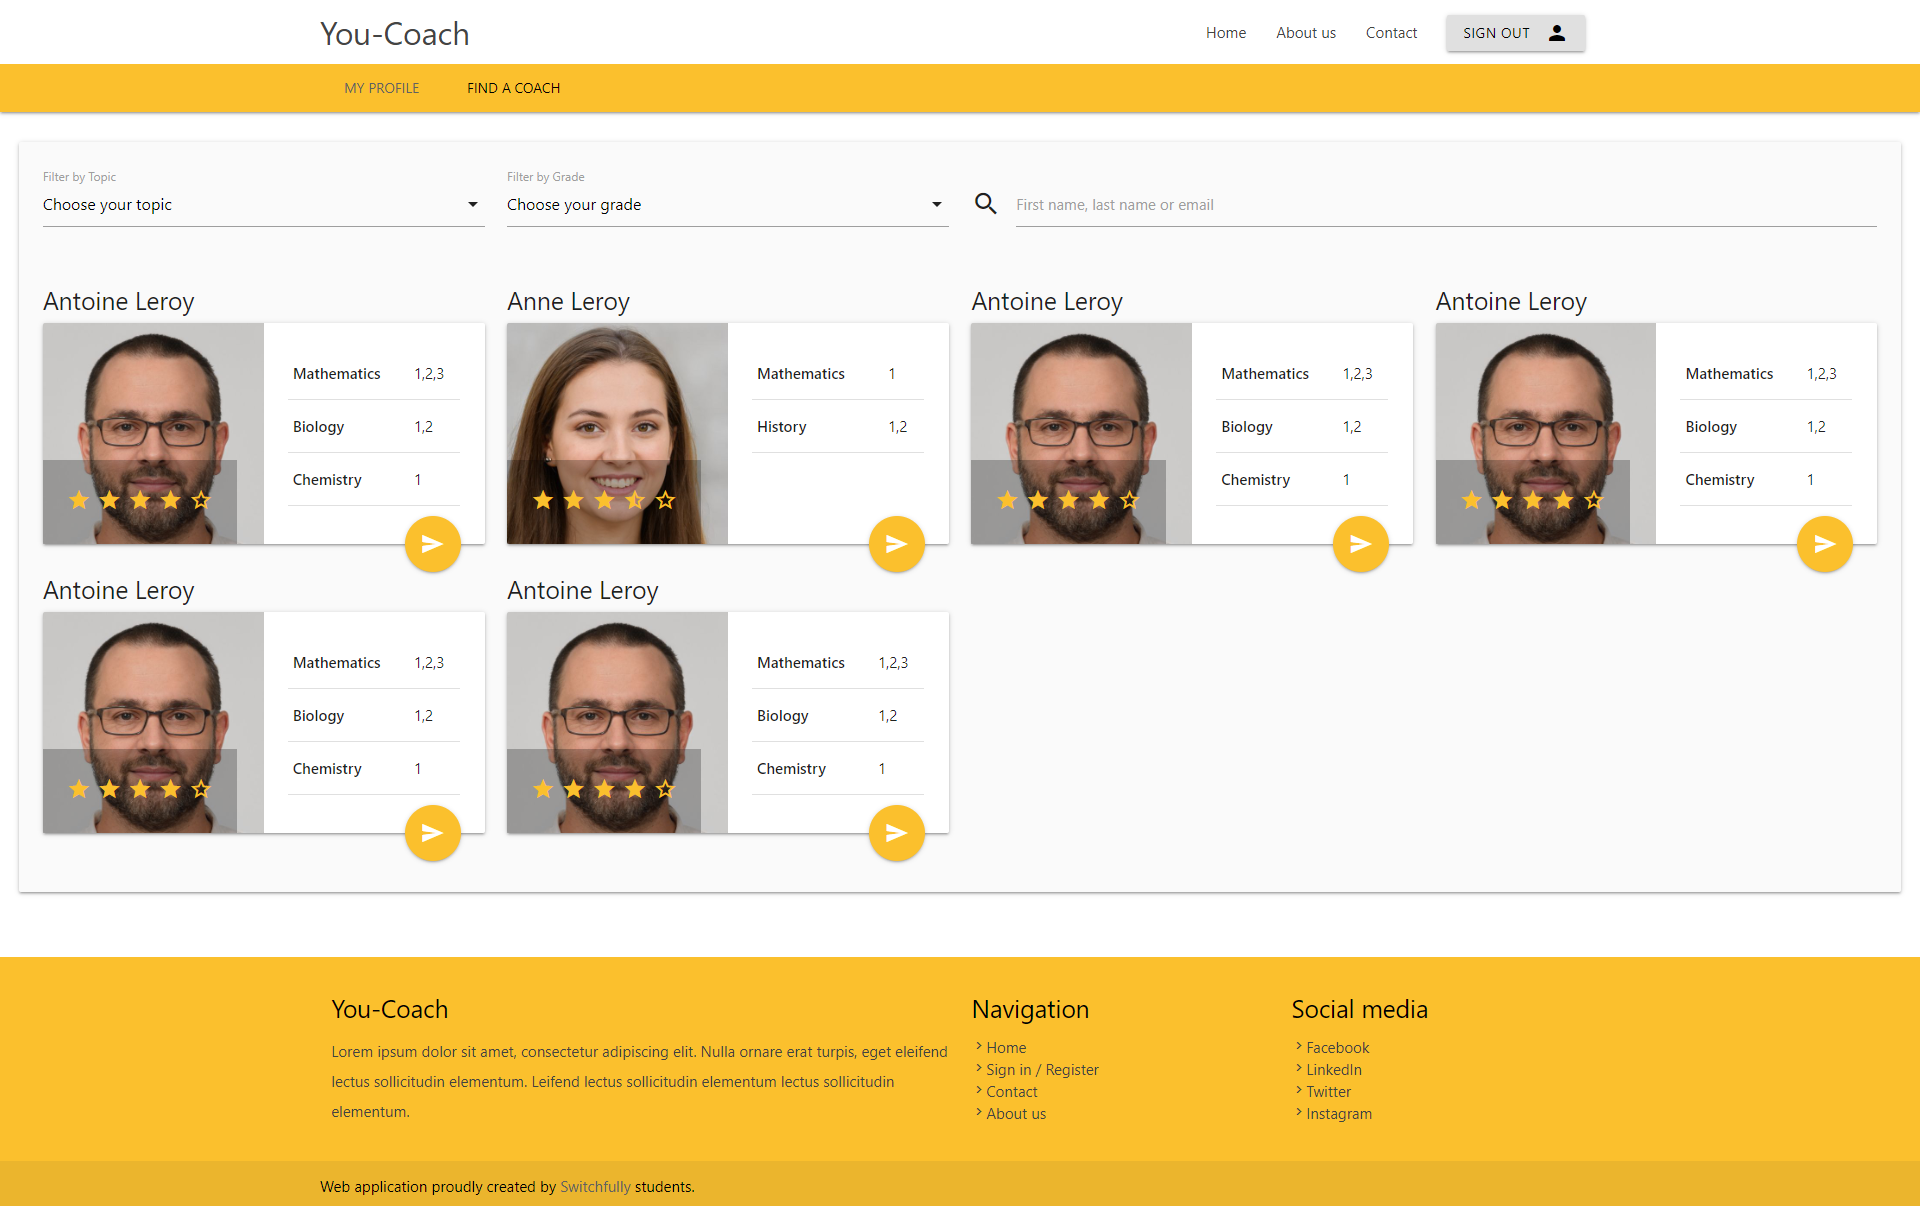 You-Coach
Home
About us
Contact
SIGN OUT
MY PROFILE
FIND A COACH
Filter by Topic
Choose your topic
Filter by Grade
Choose your grade
First name, last name or email
Antoine Leroy
Mathematics 1,2,3
Biology 1,2
Chemistry 1
Anne Leroy
Mathematics 1
History 1,2
Antoine Leroy
Mathematics 1,2,3
Biology 1,2
Chemistry 1
Antoine Leroy
Mathematics 1,2,3
Biology 1,2
Chemistry 1
Antoine Leroy
Mathematics 1,2,3
Biology 1,2
Chemistry 1
Antoine Leroy
Mathematics 1,2,3
Biology 1,2
Chemistry 1
You-Coach
Lorem ipsum dolor sit amet, consectetur adipiscing elit. Nulla ornare erat turpis, eget eleifend
lectus sollicitudin elementum. Leifend lectus sollicitudin elementum lectus sollicitudin
elementum.
Navigation
Home
Sign in / Register
Contact
About us
Social media
Facebook
LinkedIn
Twitter
Instagram
Web application proudly created by Switchfully students.